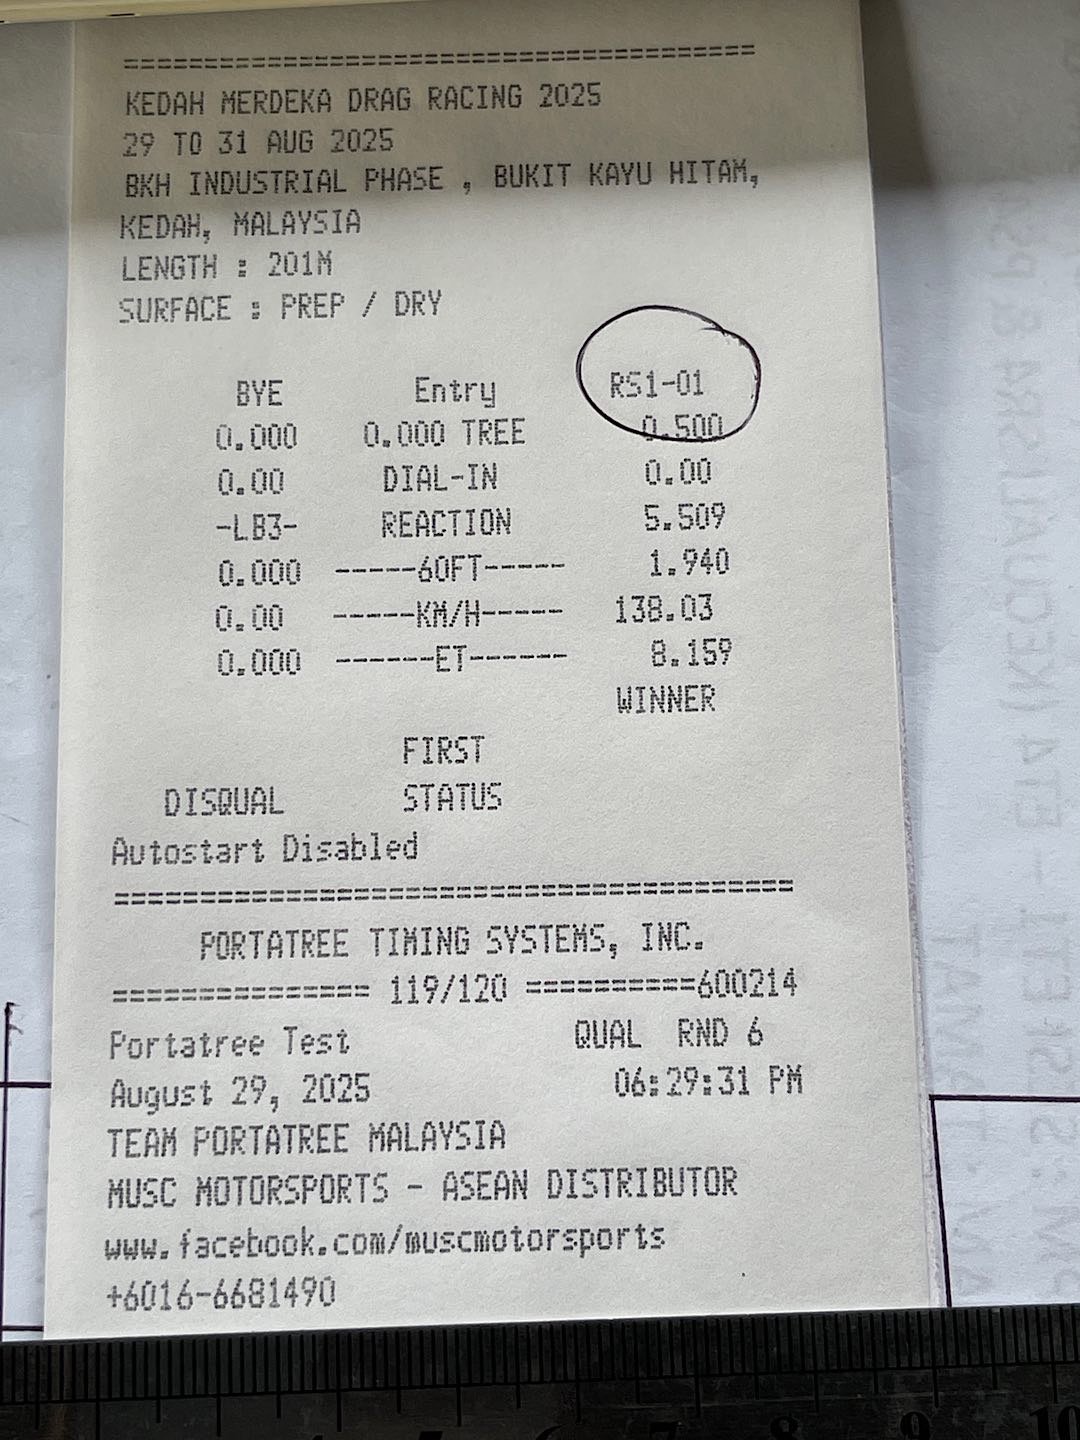 =======================================
KEDAH MERDEKA DRAG RACING 2025
29 TO 31 AUG 2025
BKH INDUSTRIAL PHASE , BUKIT KAYU HITAM,
KEDAH, MALAYSIA
LENGTH : 201M
SURFACE : PREP / DRY
BYE Entry RS1-01
0.000 0.000 TREE 0.500
0.00 DIAL-IN 0.00
-LB3- REACTION 5.509
0.000 -----60FT----- 1.940
0.00 -----KM/H----- 138.03
0.000 ------ET------ 8.159
WINNER
FIRST
DISQUAL STATUS
Autostart Disabled
========================================
PORTATREE TIMING SYSTEMS, INC.
=============== 119/120 ==========600214
Portatree Test QUAL RND 6
August 29, 2025 06:29:31 PM
TEAM PORTATREE MALAYSIA
MUSC MOTORSPORTS - ASEAN DISTRIBUTOR
www.facebook.com/muscmotorsports
+6016-6681490
6 7 8 9 10